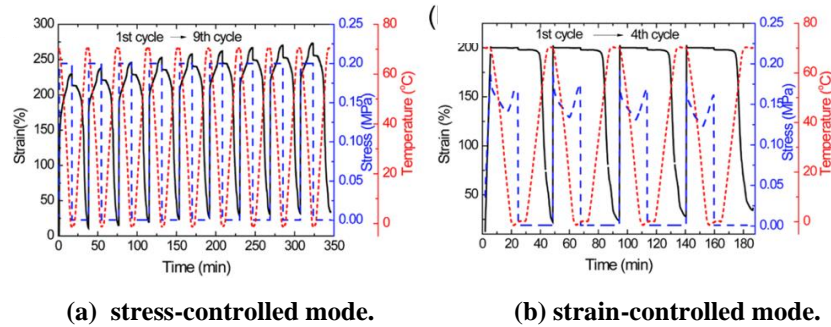 (
1st cycle → 9th cycle
300
250
200
150
100
50
0
Strain(%)
0 50 100 150 200 250 300 350
Time (min)
0.25
0.20
0.15
0.10
0.05
0.00
Stress (MPa)
80
60
40
20
0
Temperature (°C)
1st cycle → 4th cycle
200
150
100
50
Strain (%)
0 20 40 60 80 100 120 140 160 180
Time (min)
0.25
0.20
0.15
0.10
0.05
0.00
Stress (MPa)
80
60
40
20
0
Temperature (°C)
(a) stress-controlled mode.
(b) strain-controlled mode.